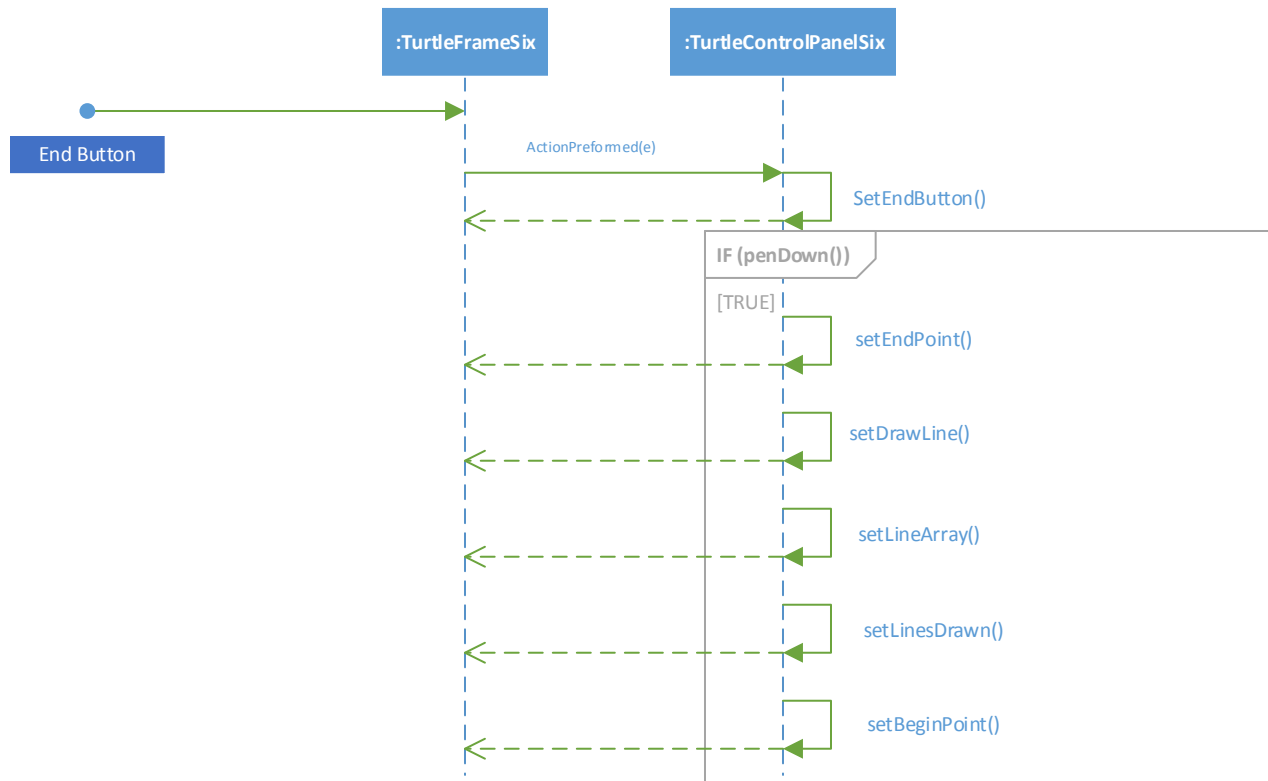 :TurtleFrameSix
:TurtleControlPanelSix
End Button
ActionPreformed(e)
SetEndButton()
IF (penDown())
[TRUE]
setEndPoint()
setDrawLine()
setLineArray()
setLinesDrawn()
setBeginPoint()